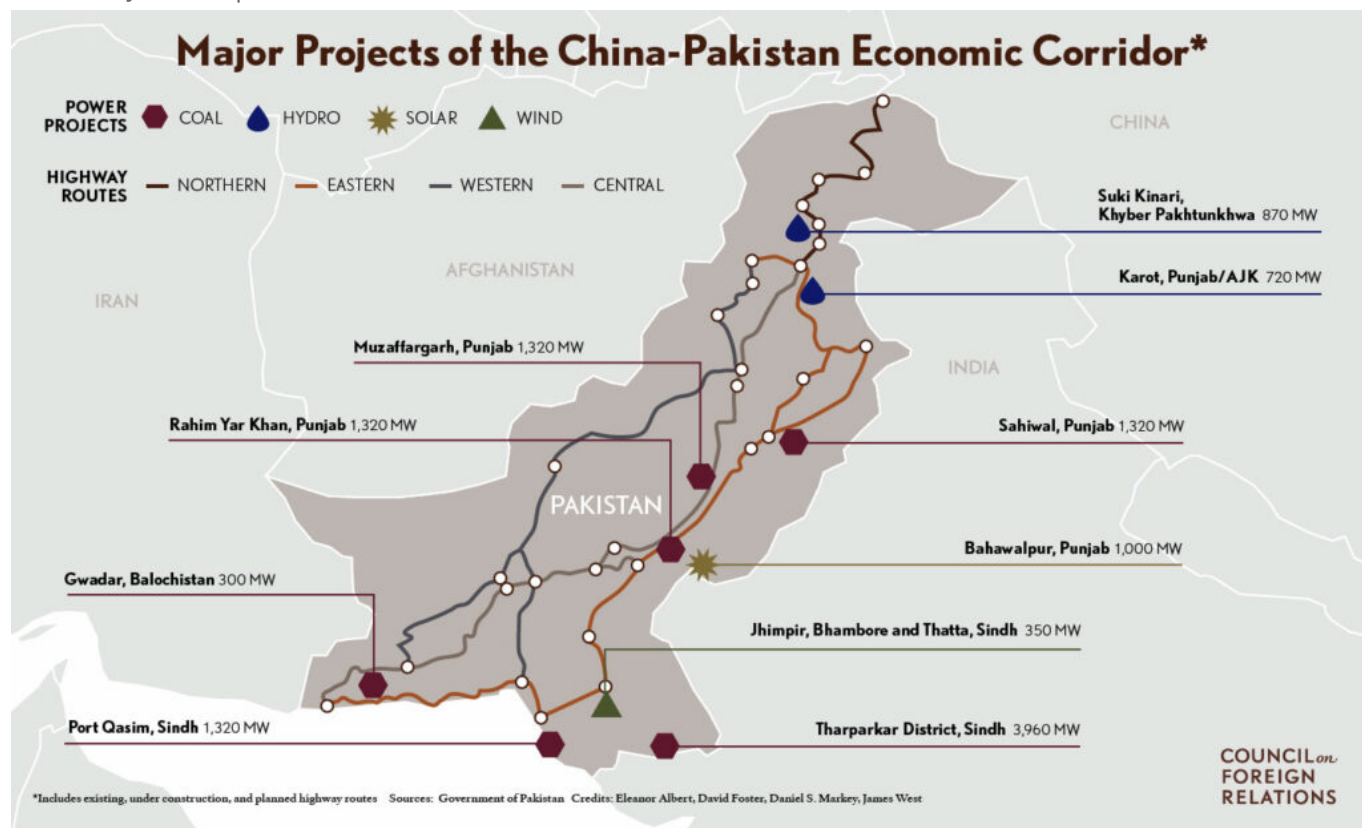 Major Projects of the China-Pakistan Economic Corridor*
POWER
PROJECTS
COAL
HYDRO
SOLAR
WIND
HIGHWAY
ROUTES
NORTHERN
EASTERN
WESTERN
CENTRAL
CHINA
Suki Kinari,
Khyber Pakhtunkhwa 870 MW
AFGHANISTAN
Karot, Punjab/AJK 720 MW
IRAN
Muzaffargarh, Punjab 1,320 MW
INDIA
Rahim Yar Khan, Punjab 1,320 MW
Sahiwal, Punjab 1,320 MW
PAKISTAN
Bahawalpur, Punjab 1,000 MW
Gwadar, Balochistan 300 MW
Jhimpir, Bhambore and Thatta, Sindh 350 MW
Port Qasim, Sindh 1,320 MW
Tharparkar District, Sindh 3,960 MW
COUNCIL on
FOREIGN
RELATIONS
*Includes existing, under construction, and planned highway routes Sources: Government of Pakistan Credits: Eleanor Albert, David Foster, Daniel S. Markey, James West